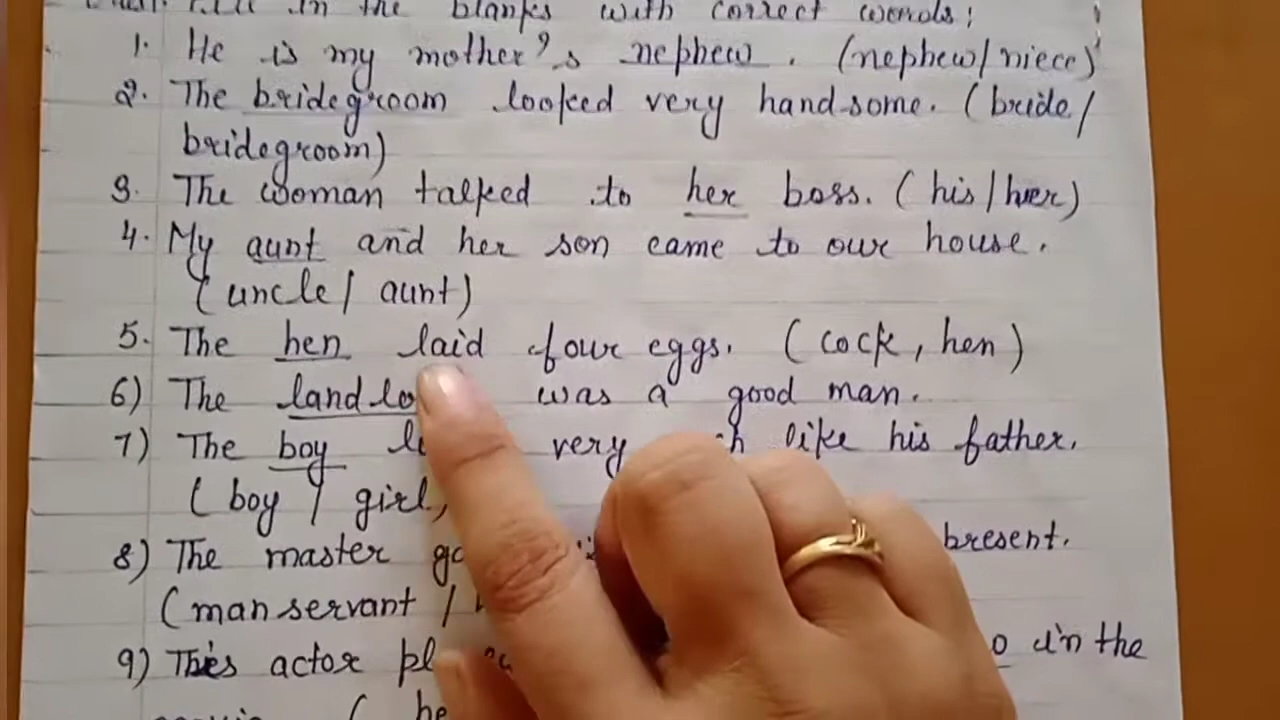 in the blanks with correct words:
1. He is my mother's nephew. (nephew/niece)
2. The bridegroom looked very handsome. (bride/
bridegroom)
3. The woman talked to her boss. (his/her)
4. My aunt and her son came to our house.
(uncle/ aunt)
5. The hen laid four eggs. (cock, hen)
6) The was a good man.
7) The boy very like his father.
(boy / girl)
8) The master present.
(manservant /
9) This actor in the